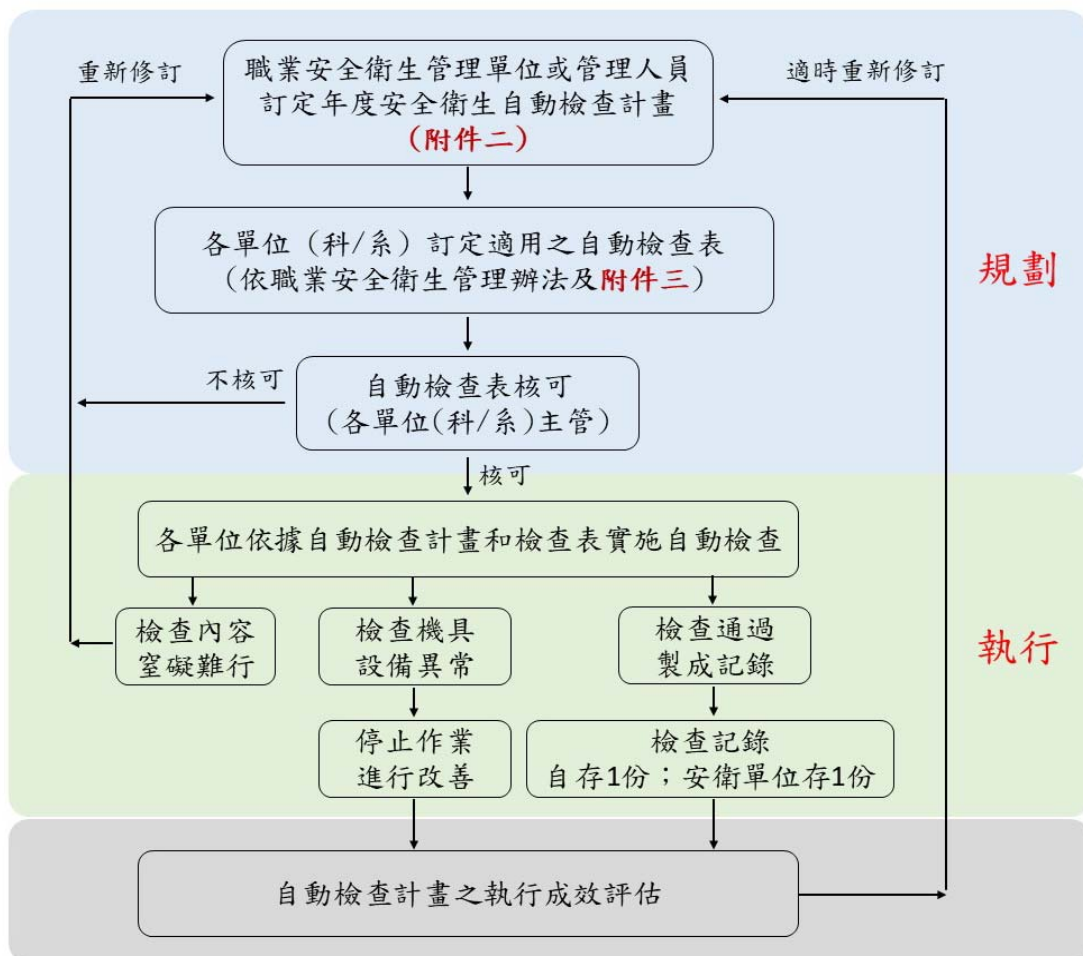 重新修訂
職業安全衛生管理單位或管理人員
訂定年度安全衛生自動檢查計畫
(附件二)
適時重新修訂
各單位（科/系）訂定適用之自動檢查表
(依職業安全衛生管理辦法及附件三)
規劃
不核可
自動檢查表核可
(各單位(科/系)主管)
核可
各單位依據自動檢查計畫和檢查表實施自動檢查
檢查內容
窒礙難行
檢查機具
設備異常
檢查通過
製成記錄
執行
停止作業
進行改善
檢查記錄
自存1份；安衛單位存1份
自動檢查計畫之執行成效評估